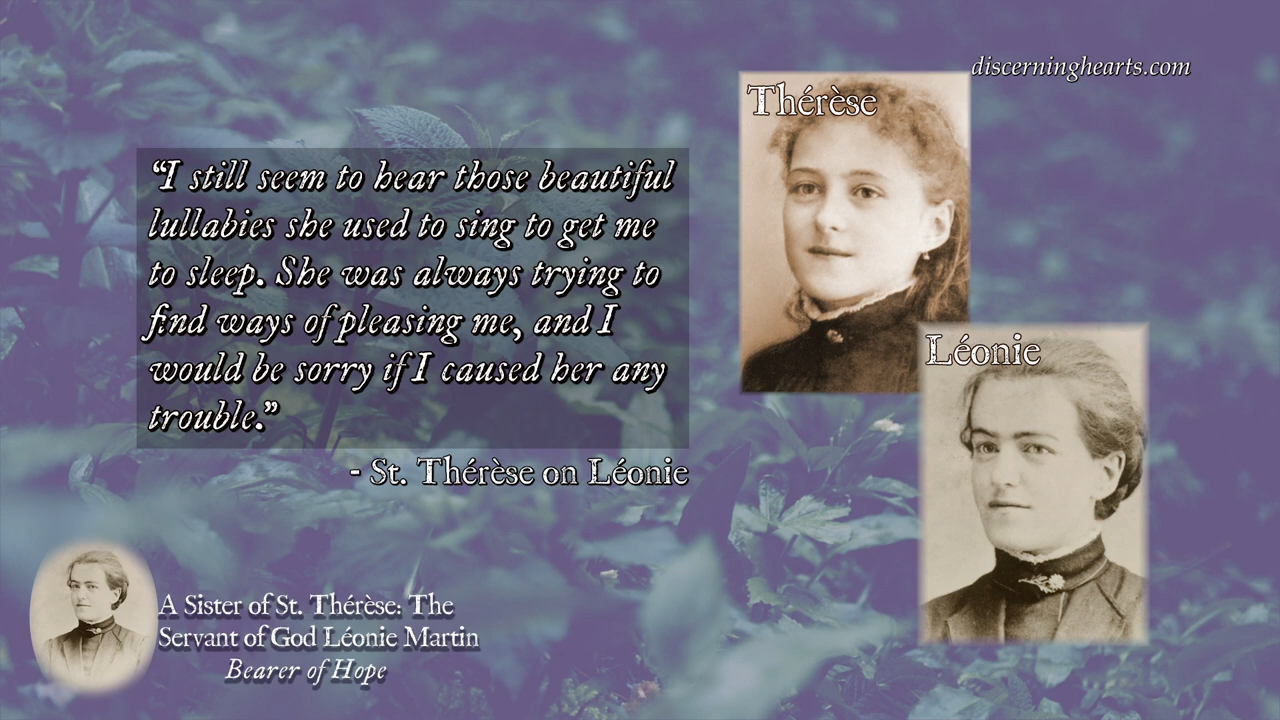 discerninghearts.com
Thérèse
“I still seem to hear those beautiful
lullabies she used to sing to get me
to sleep. She was always trying to
find ways of pleasing me, and I
would be sorry if I caused her any
trouble.”
- St. Thérèse on Léonie
Léonie
A Sister of St. Thérèse: The
Servant of God Léonie Martin
Bearer of Hope